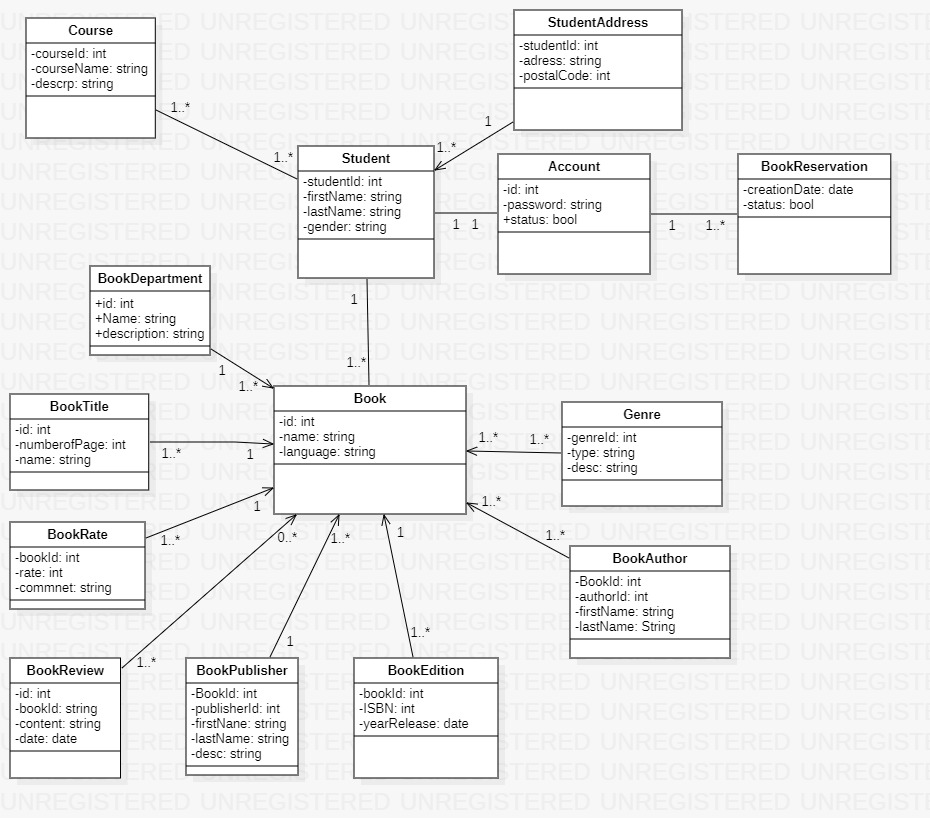 Course
-courseId: int
-courseName: string
-descrp: string
StudentAddress
-studentId: int
-adress: string
-postalCode: int
1..*
1..*
1
1..*
Student
-studentId: int
-firstName: string
-lastName: string
-gender: string
Account
-id: int
-password: string
+status: bool
BookReservation
-creationDate: date
-status: bool
1
1
1
1..*
BookDepartment
+id: int
+Name: string
+description: string
1
1..*
1
1..*
Book
-id: int
-name: string
-language: string
BookTitle
-id: int
-numberofPage: int
-name: string
1..*
1
Genre
-genreId: int
-type: string
-desc: string
1..*
1..*
BookRate
-bookId: int
-rate: int
-commnet: string
1..*
1
0..*
1..*
1
1..*
1..*
BookAuthor
-BookId: int
-authorId: int
-firstName: string
-lastName: String
1..*
1
1..*
BookReview
-id: int
-bookId: string
-content: string
-date: date
BookPublisher
-BookId: int
-publisherId: int
-firstNane: string
-lastName: string
-desc: string
BookEdition
-bookId: int
-ISBN: int
-yearRelease: date
UNREGISTERED